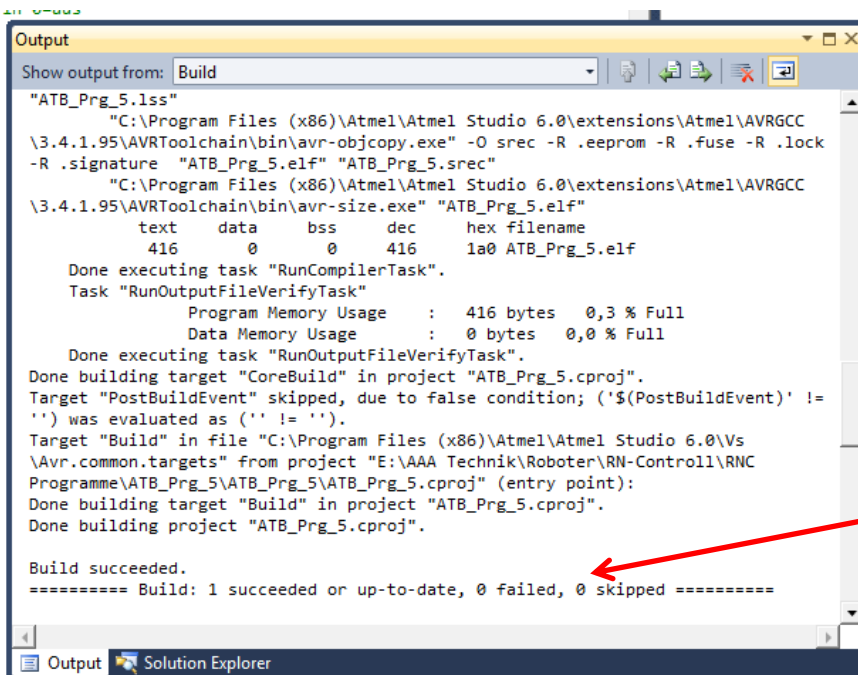 Output
Show output from: Build
"ATB_Prg_5.lss"
"C:\Program Files (x86)\Atmel\Atmel Studio 6.0\extensions\Atmel\AVRGCC
\3.4.1.95\AVRToolchain\bin\avr-objcopy.exe" -O srec -R .eeprom -R .fuse -R .lock
-R .signature  "ATB_Prg_5.elf" "ATB_Prg_5.srec"
"C:\Program Files (x86)\Atmel\Atmel Studio 6.0\extensions\Atmel\AVRGCC
\3.4.1.95\AVRToolchain\bin\avr-size.exe" "ATB_Prg_5.elf"
text data bss dec hex filename
416 0 0 416 1a0 ATB_Prg_5.elf
Done executing task "RunCompilerTask".
Task "RunOutputFileVerifyTask"
Program Memory Usage : 416 bytes 0,3 % Full
Data Memory Usage : 0 bytes 0,0 % Full
Done executing task "RunOutputFileVerifyTask".
Done building target "CoreBuild" in project "ATB_Prg_5.cproj".
Target "PostBuildEvent" skipped, due to false condition; ('$(PostBuildEvent)' !=
'') was evaluated as ('' != '').
Target "Build" in file "C:\Program Files (x86)\Atmel\Atmel Studio 6.0\Vs
\Avr.common.targets" from project "E:\AAA Technik\Roboter\RN-Controll\RNC
Programme\ATB_Prg_5\ATB_Prg_5\ATB_Prg_5.cproj" (entry point):
Done building target "Build" in project "ATB_Prg_5.cproj".
Done building project "ATB_Prg_5.cproj".
Build succeeded.
========== Build: 1 succeeded or up-to-date, 0 failed, 0 skipped ==========
Output Solution Explorer